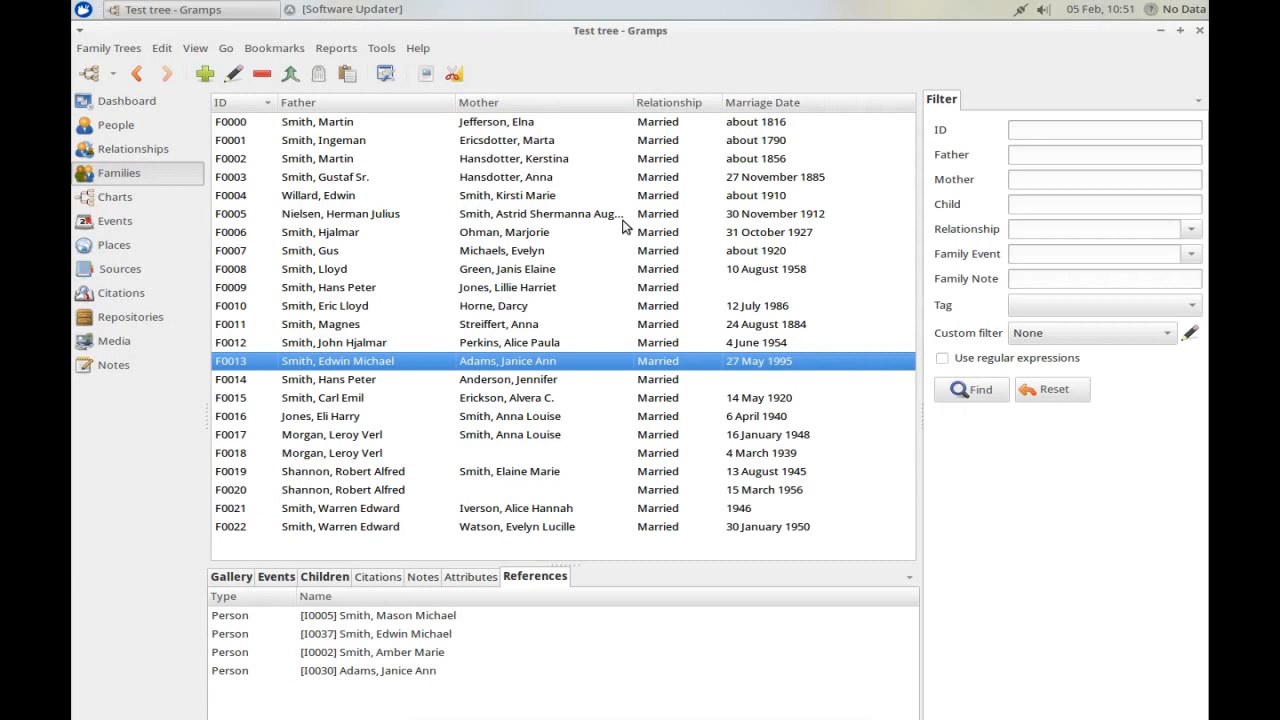 Test tree - Gramps [Software Updater] 05 Feb, 10:51 No Data
Test tree - Gramps
Family Trees Edit View Go Bookmarks Reports Tools Help
Dashboard
People
Relationships
Families
Charts
Events
Places
Sources
Citations
Repositories
Media
Notes
ID Father Mother Relationship Marriage Date
F0000 Smith, Martin Jefferson, Elna Married about 1816
F0001 Smith, Ingeman Ericsdotter, Marta Married about 1790
F0002 Smith, Martin Hansdotter, Kerstina Married about 1856
F0003 Smith, Gustaf Sr. Hansdotter, Anna Married 27 November 1885
F0004 Willard, Edwin Smith, Kirsti Marie Married about 1910
F0005 Nielsen, Herman Julius Smith, Astrid Shermanna Aug... Married 30 November 1912
F0006 Smith, Hjalmar Ohman, Marjorie Married 31 October 1927
F0007 Smith, Gus Michaels, Evelyn Married about 1920
F0008 Smith, Lloyd Green, Janis Elaine Married 10 August 1958
F0009 Smith, Hans Peter Jones, Lillie Harriet Married
F0010 Smith, Eric Lloyd Horne, Darcy Married 12 July 1986
F0011 Smith, Magnes Streiffert, Anna Married 24 August 1884
F0012 Smith, John Hjalmar Perkins, Alice Paula Married 4 June 1954
F0013 Smith, Edwin Michael Adams, Janice Ann Married 27 May 1995
F0014 Smith, Hans Peter Anderson, Jennifer Married
F0015 Smith, Carl Emil Erickson, Alvera C. Married 14 May 1920
F0016 Jones, Eli Harry Smith, Anna Louise Married 6 April 1940
F0017 Morgan, Leroy Verl Smith, Anna Louise Married 16 January 1948
F0018 Morgan, Leroy Verl Married 4 March 1939
F0019 Shannon, Robert Alfred Smith, Elaine Marie Married 13 August 1945
F0020 Shannon, Robert Alfred Married 15 March 1956
F0021 Smith, Warren Edward Iverson, Alice Hannah Married 1946
F0022 Smith, Warren Edward Watson, Evelyn Lucille Married 30 January 1950
Gallery Events Children Citations Notes Attributes References
Type Name
Person [I0005] Smith, Mason Michael
Person [I0037] Smith, Edwin Michael
Person [I0002] Smith, Amber Marie
Person [I0030] Adams, Janice Ann
Filter
ID
Father
Mother
Child
Relationship
Family Event
Family Note
Tag
Custom filter None
Use regular expressions
Find Reset